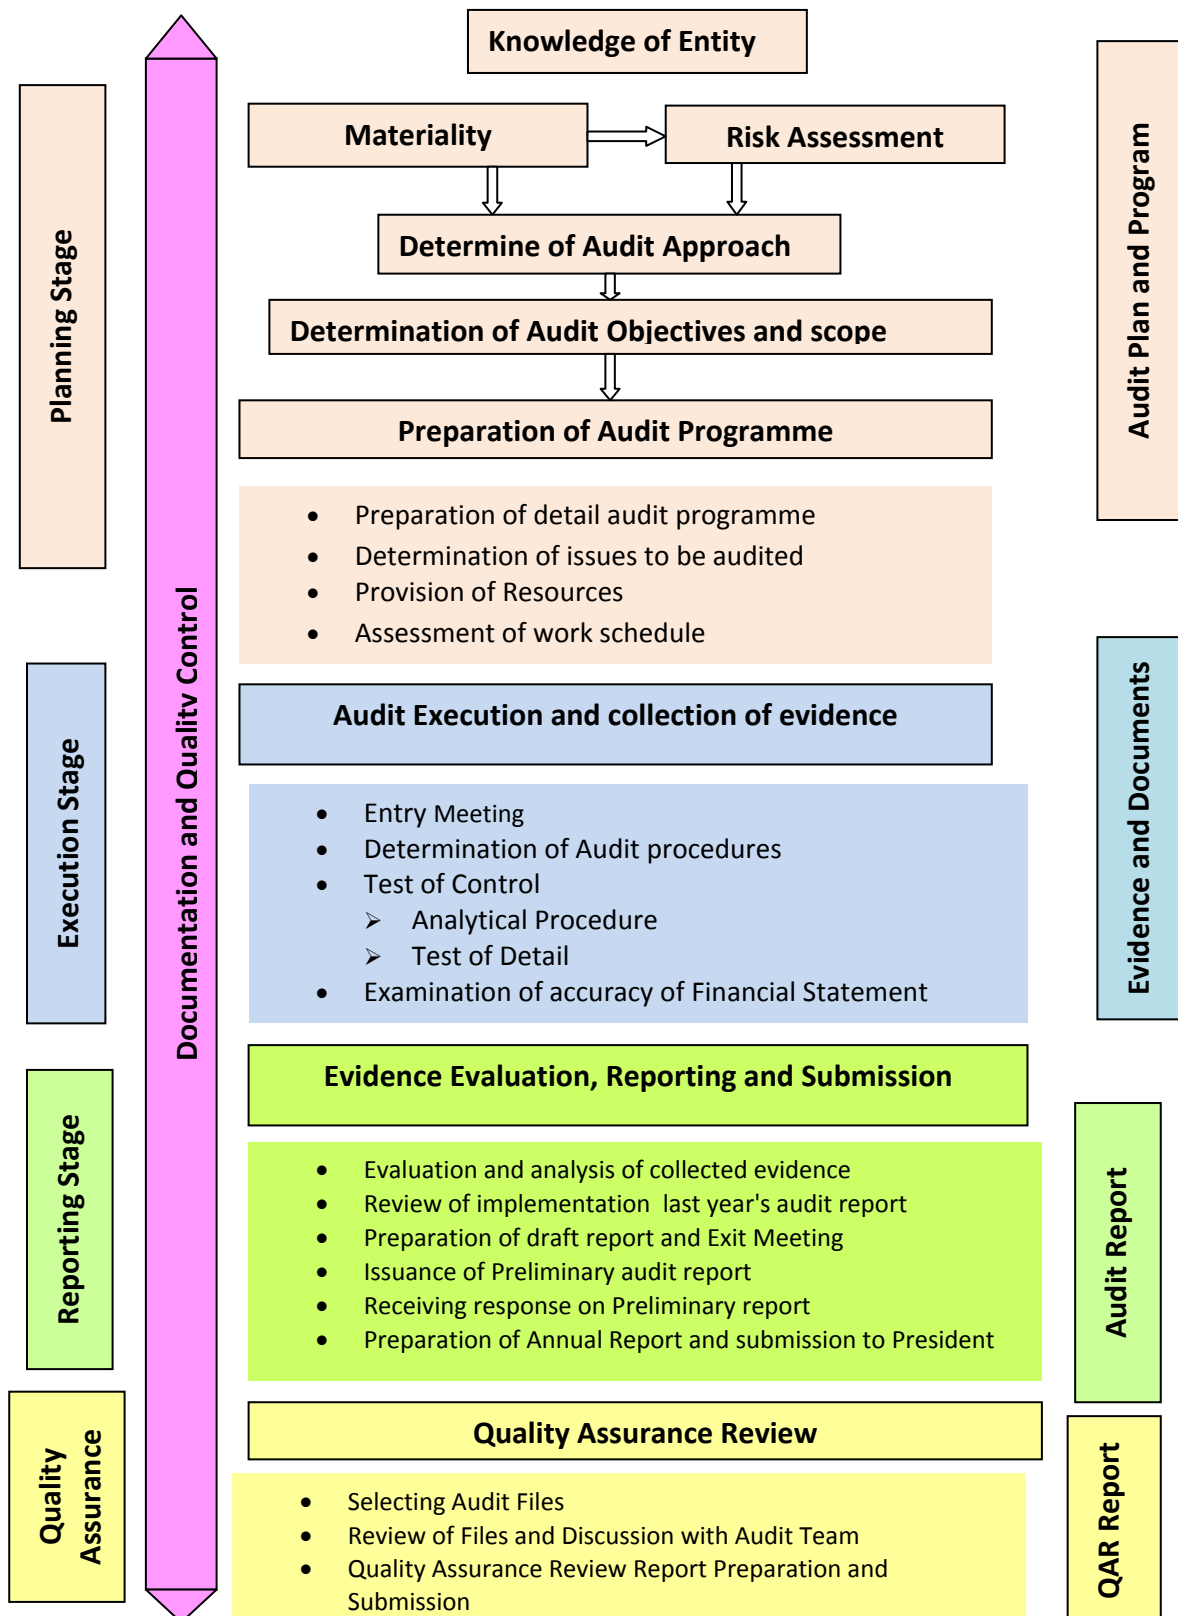 Knowledge of Entity
Materiality
Risk Assessment
Determine of Audit Approach
Determination of Audit Objectives and scope
Preparation of Audit Programme
• Preparation of detail audit programme
• Determination of issues to be audited
• Provision of Resources
• Assessment of work schedule
Planning Stage
Audit Plan and Program
Documentation and Quality Control
Audit Execution and collection of evidence
• Entry Meeting
• Determination of Audit procedures
• Test of Control
➢ Analytical Procedure
➢ Test of Detail
• Examination of accuracy of Financial Statement
Execution Stage
Evidence and Documents
Evidence Evaluation, Reporting and Submission
• Evaluation and analysis of collected evidence
• Review of implementation  last year's audit report
• Preparation of draft report and Exit Meeting
• Issuance of Preliminary audit report
• Receiving response on Preliminary report
• Preparation of Annual Report and submission to President
Reporting Stage
Audit Report
Quality Assurance Review
• Selecting Audit Files
• Review of Files and Discussion with Audit Team
• Quality Assurance Review Report Preparation and
Submission
Quality
Assurance
QAR Report